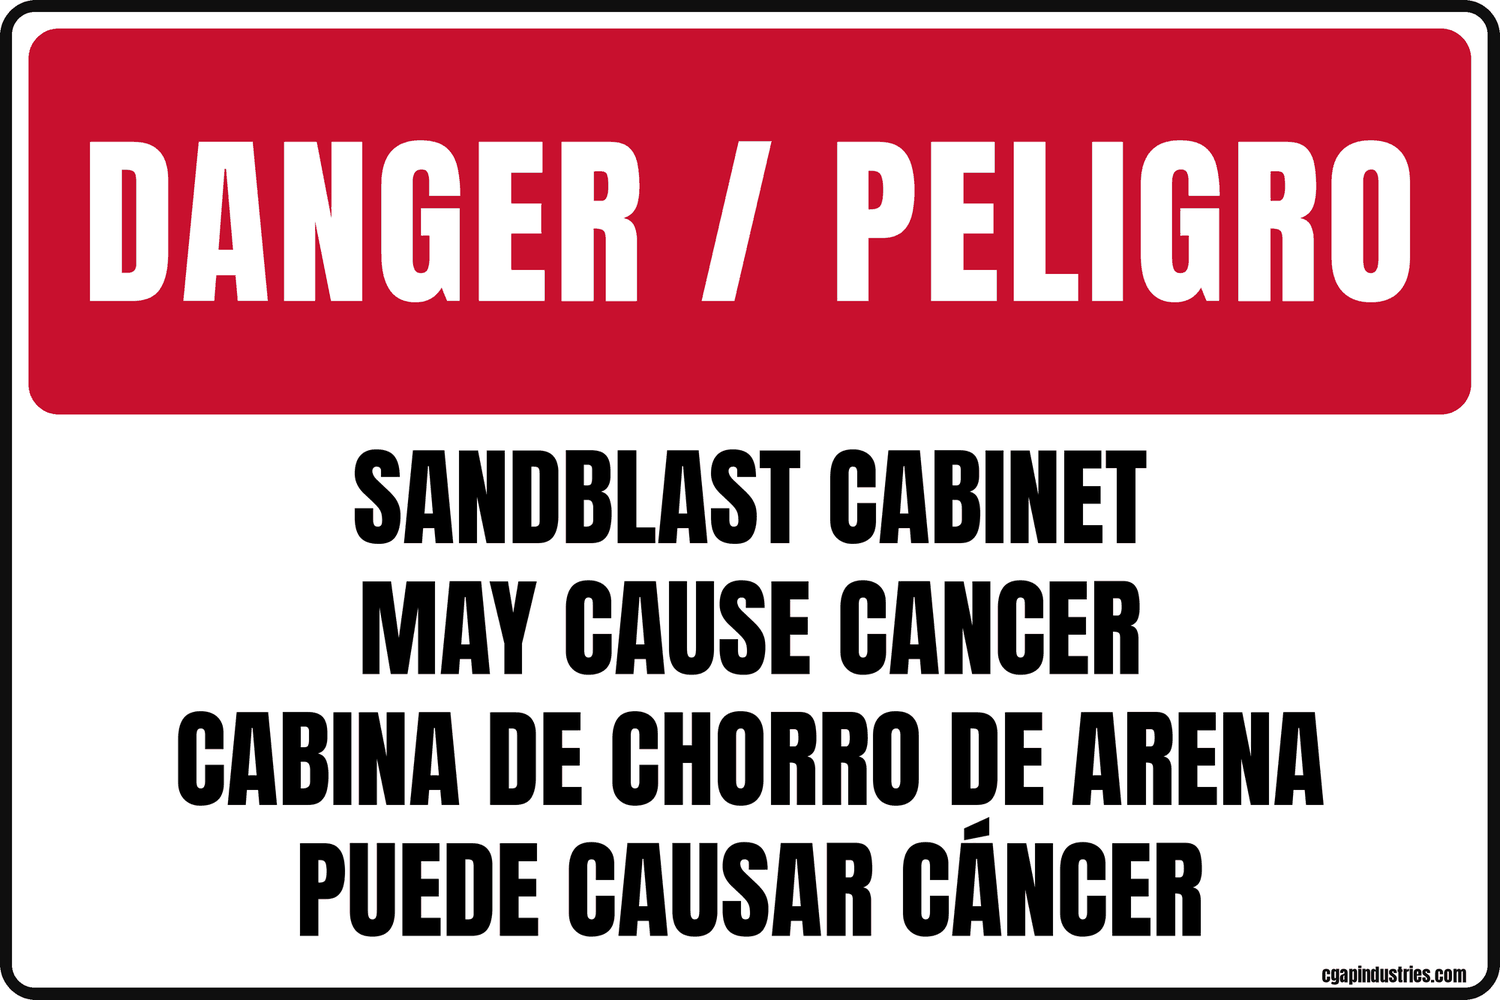 DANGER / PELIGRO
SANDBLAST CABINET
MAY CAUSE CANCER
CABINA DE CHORRO DE ARENA
PUEDE CAUSAR CÁNCER
cgapindustries.com